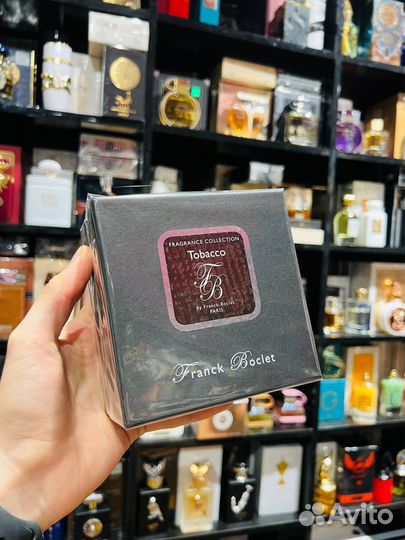 FRAGRANCE COLLECTION
Tobacco
FB
By Franck Boclet
PARIS
Franck Boclet
Avito